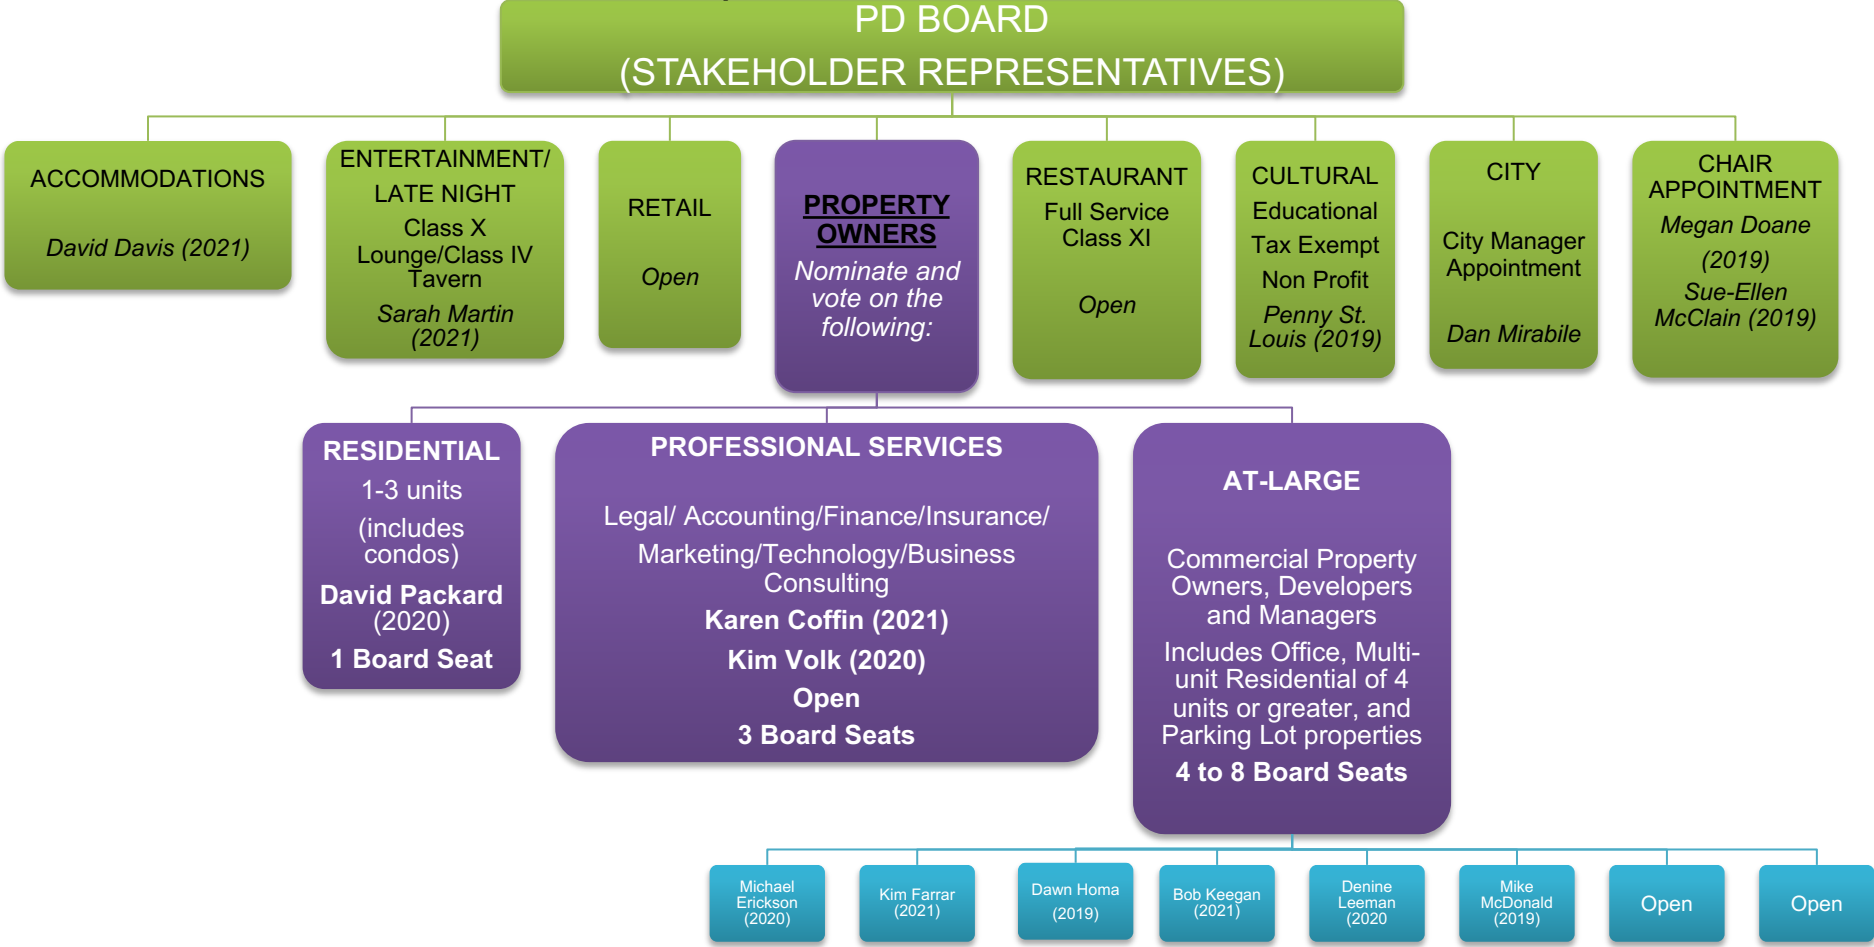 PD BOARD
(STAKEHOLDER REPRESENTATIVES)
ACCOMMODATIONS
David Davis (2021)
ENTERTAINMENT/
LATE NIGHT
Class X
Lounge/Class IV
Tavern
Sarah Martin
(2021)
RETAIL
Open
PROPERTY
OWNERS
Nominate and
vote on the
following:
RESTAURANT
Full Service
Class XI
Open
CULTURAL
Educational
Tax Exempt
Non Profit
Penny St.
Louis (2019)
CITY
City Manager
Appointment
Dan Mirabile
CHAIR
APPOINTMENT
Megan Doane
(2019)
Sue-Ellen
McClain (2019)
RESIDENTIAL
1-3 units
(includes
condos)
David Packard
(2020)
1 Board Seat
PROFESSIONAL SERVICES
Legal/ Accounting/Finance/Insurance/
Marketing/Technology/Business
Consulting
Karen Coffin (2021)
Kim Volk (2020)
Open
3 Board Seats
AT-LARGE
Commercial Property
Owners, Developers
and Managers
Includes Office, Multi-
unit Residential of 4
units or greater, and
Parking Lot properties
4 to 8 Board Seats
Michael
Erickson
(2020)
Kim Farrar
(2021)
Dawn Homa
(2019)
Bob Keegan
(2021)
Denine
Leeman
(2020
Mike
McDonald
(2019)
Open
Open